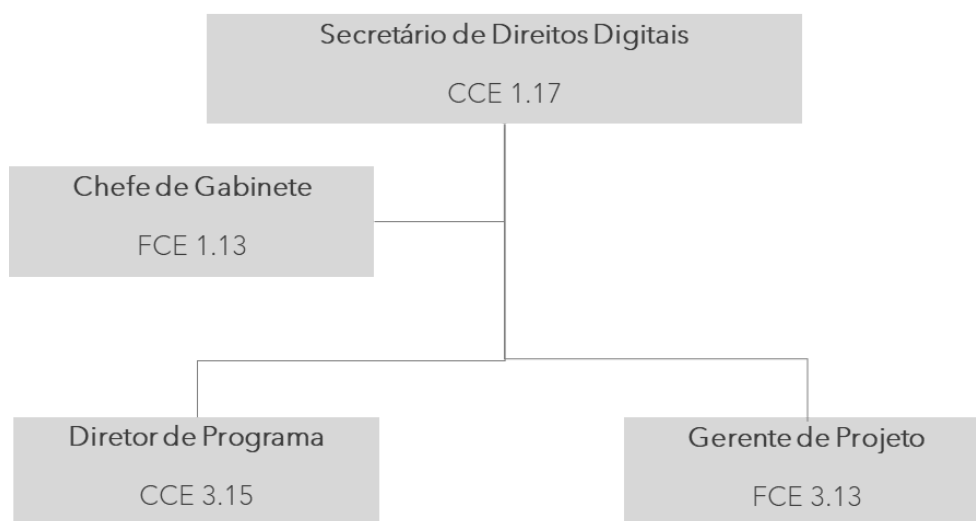 Secretário de Direitos Digitais
CCE 1.17
Chefe de Gabinete
FCE 1.13
Diretor de Programa
CCE 3.15
Gerente de Projeto
FCE 3.13